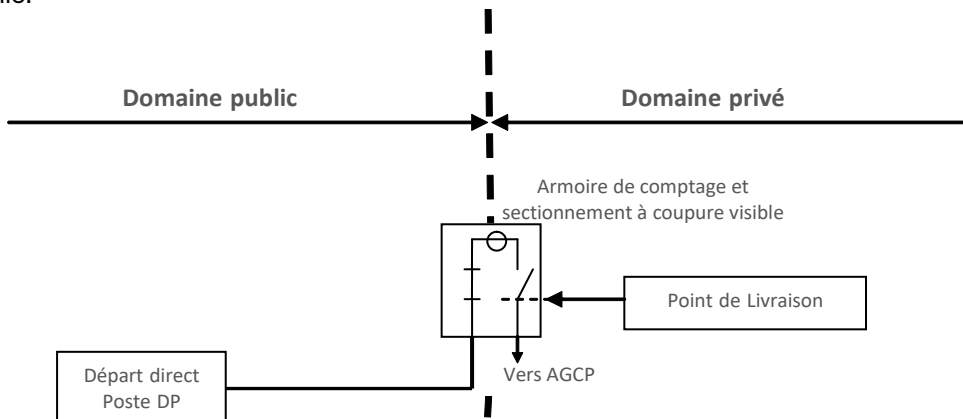 Domaine public
Domaine privé
Armoire de comptage et
sectionnement à coupure visible
Point de Livraison
Départ direct
Poste DP
Vers AGCP